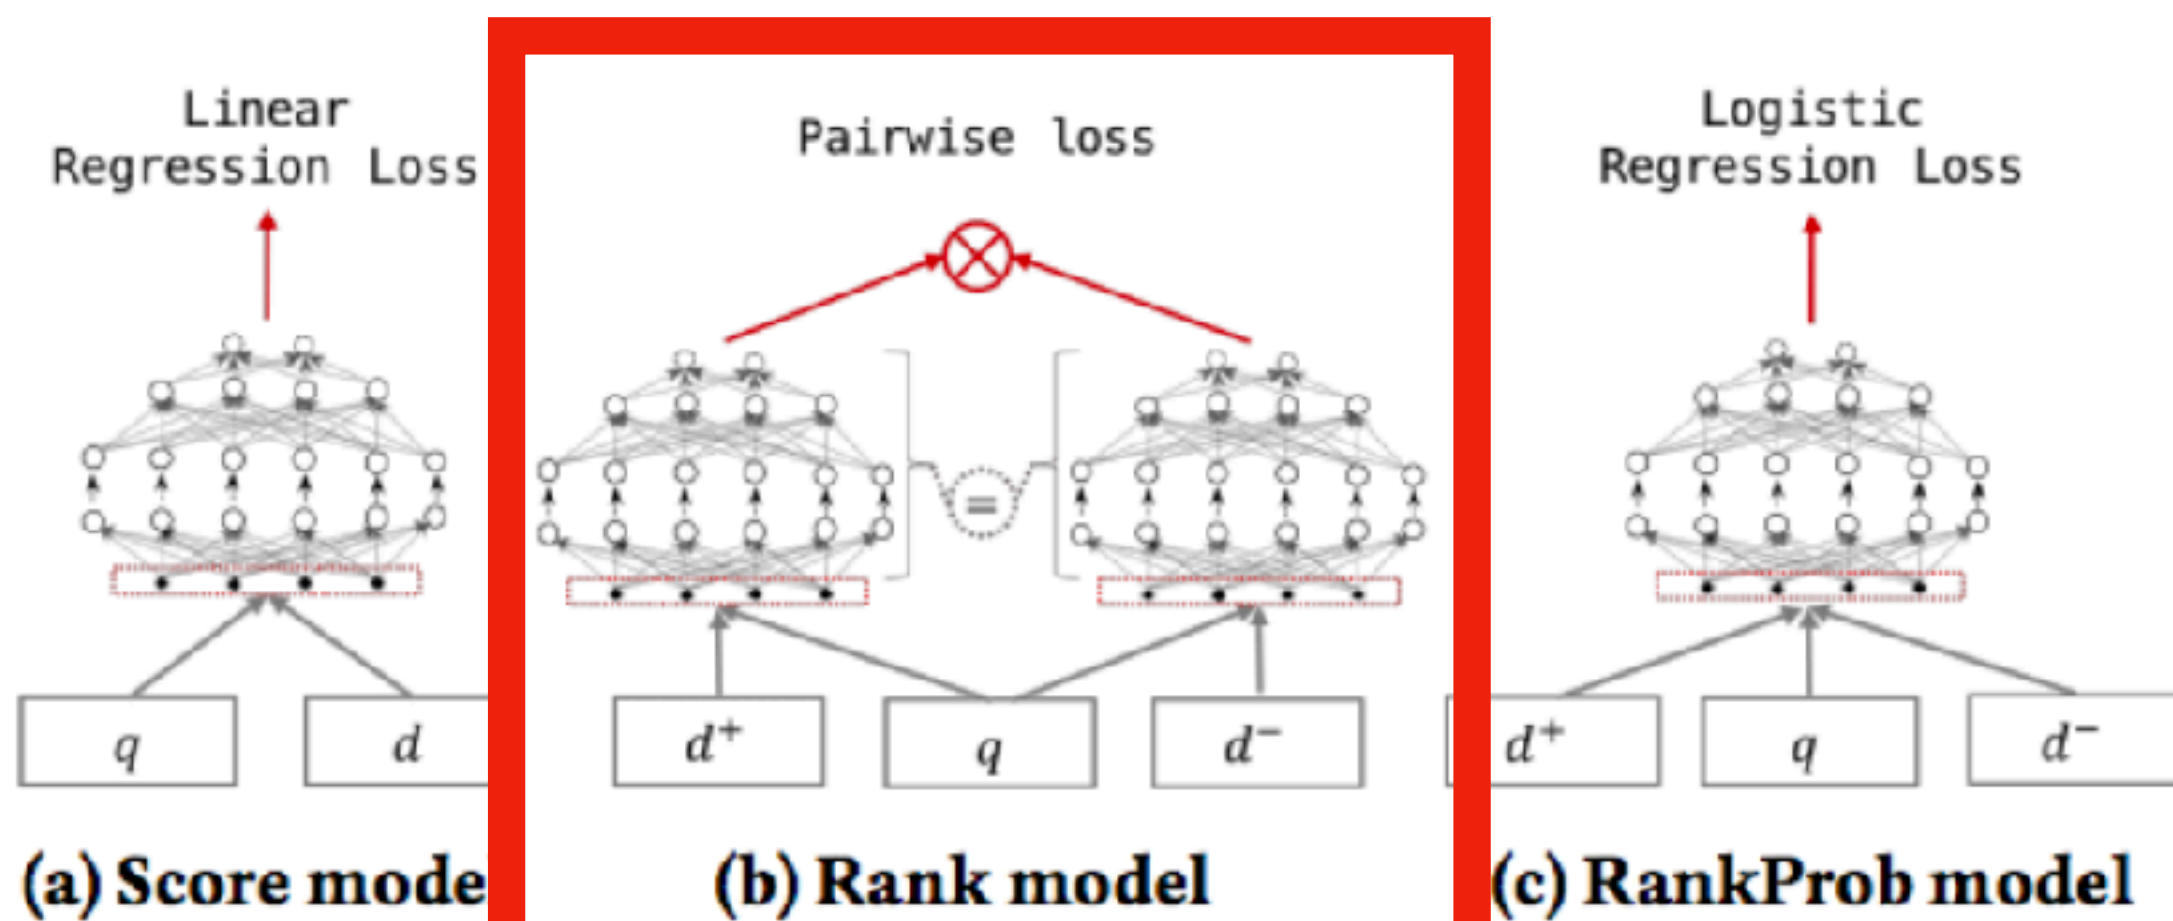 Linear
Regression Loss
q
d
(a) Score mode
Pairwise loss
=
d⁺
q
d⁻
(b) Rank model
Logistic
Regression Loss
d⁺
q
d⁻
(c) RankProb model